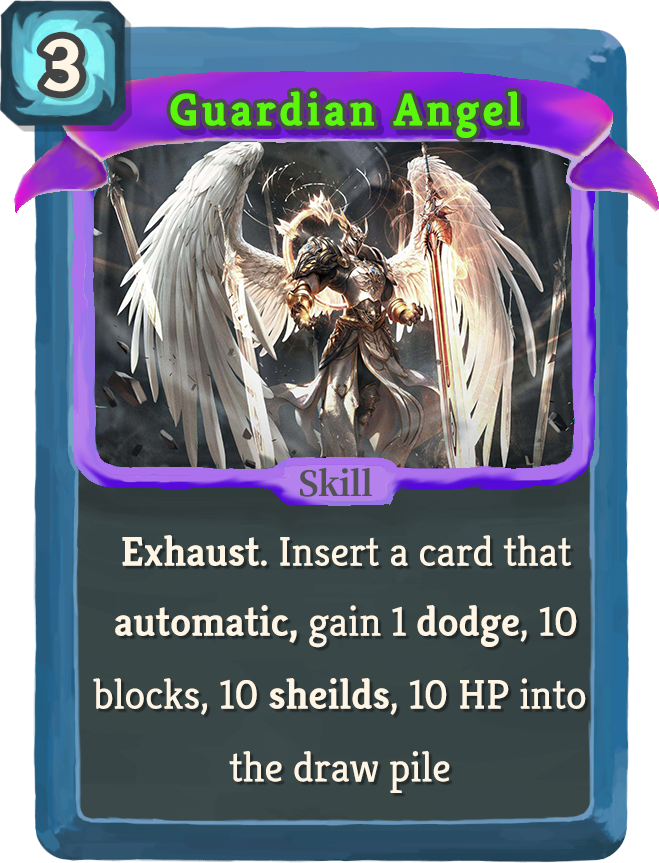 3
Guardian Angel
Skill
Exhaust. Insert a card that
automatic, gain 1 dodge, 10
blocks, 10 sheilds, 10 HP into
the draw pile